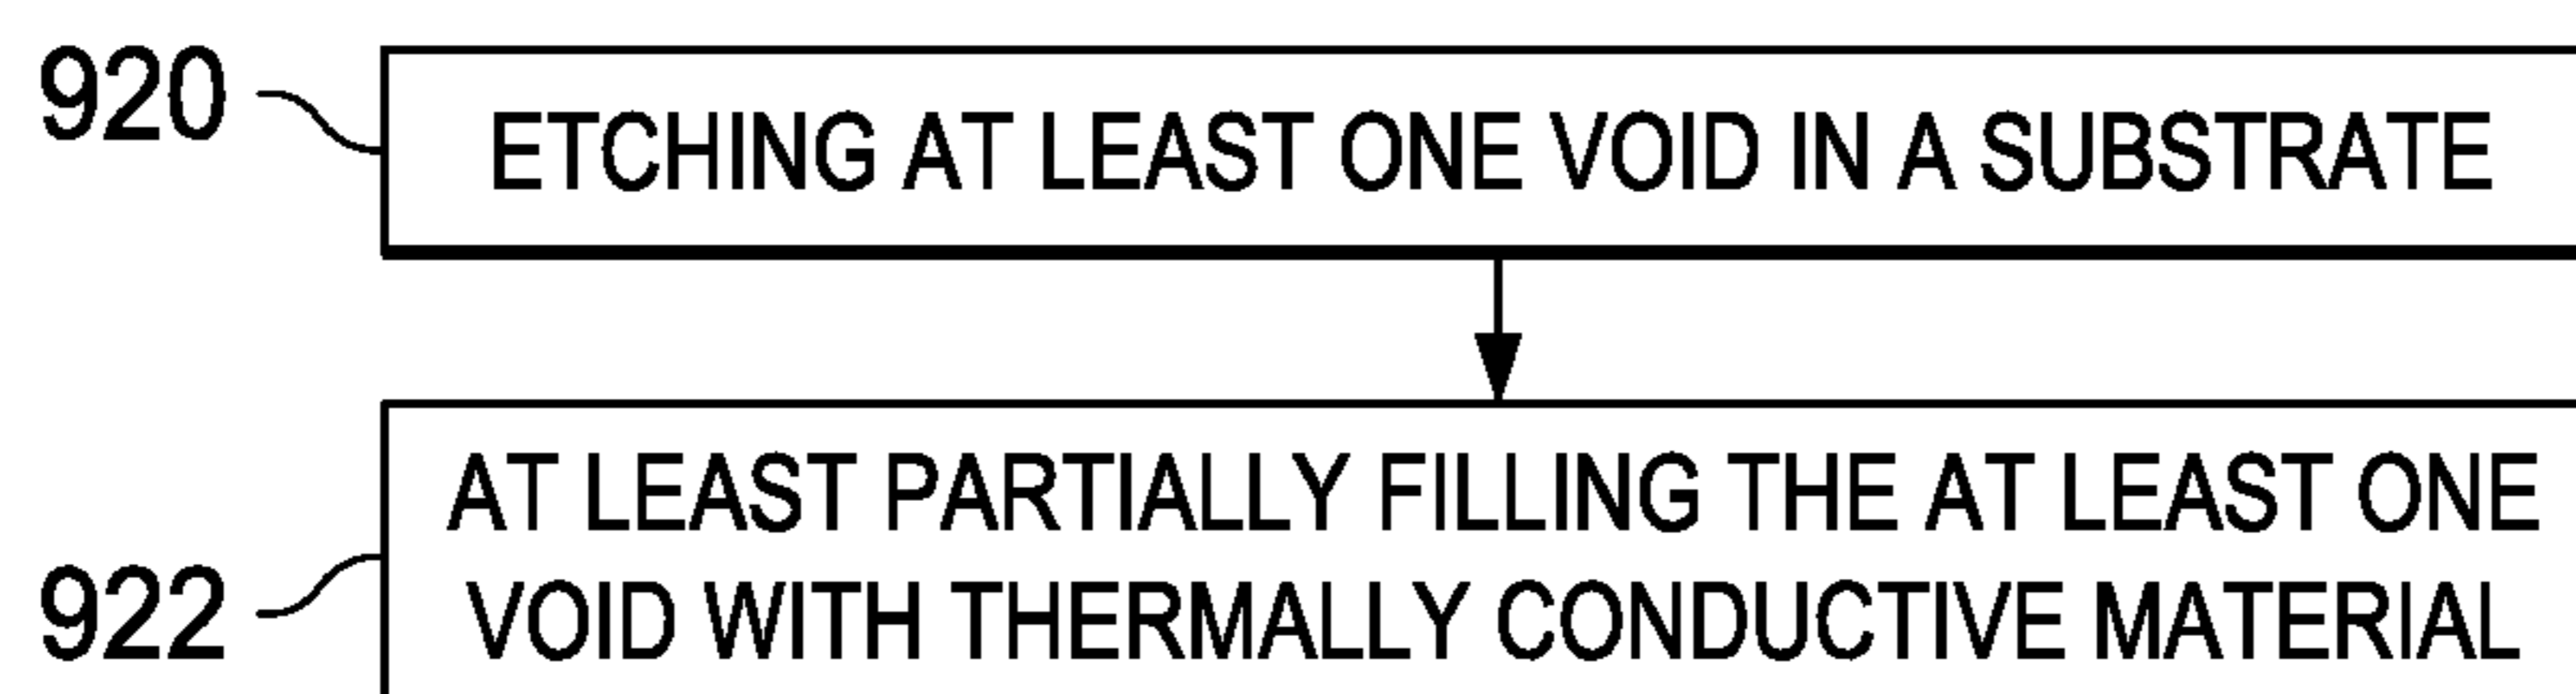 920
ETCHING AT LEAST ONE VOID IN A SUBSTRATE
922
AT LEAST PARTIALLY FILLING THE AT LEAST ONE
VOID WITH THERMALLY CONDUCTIVE MATERIAL